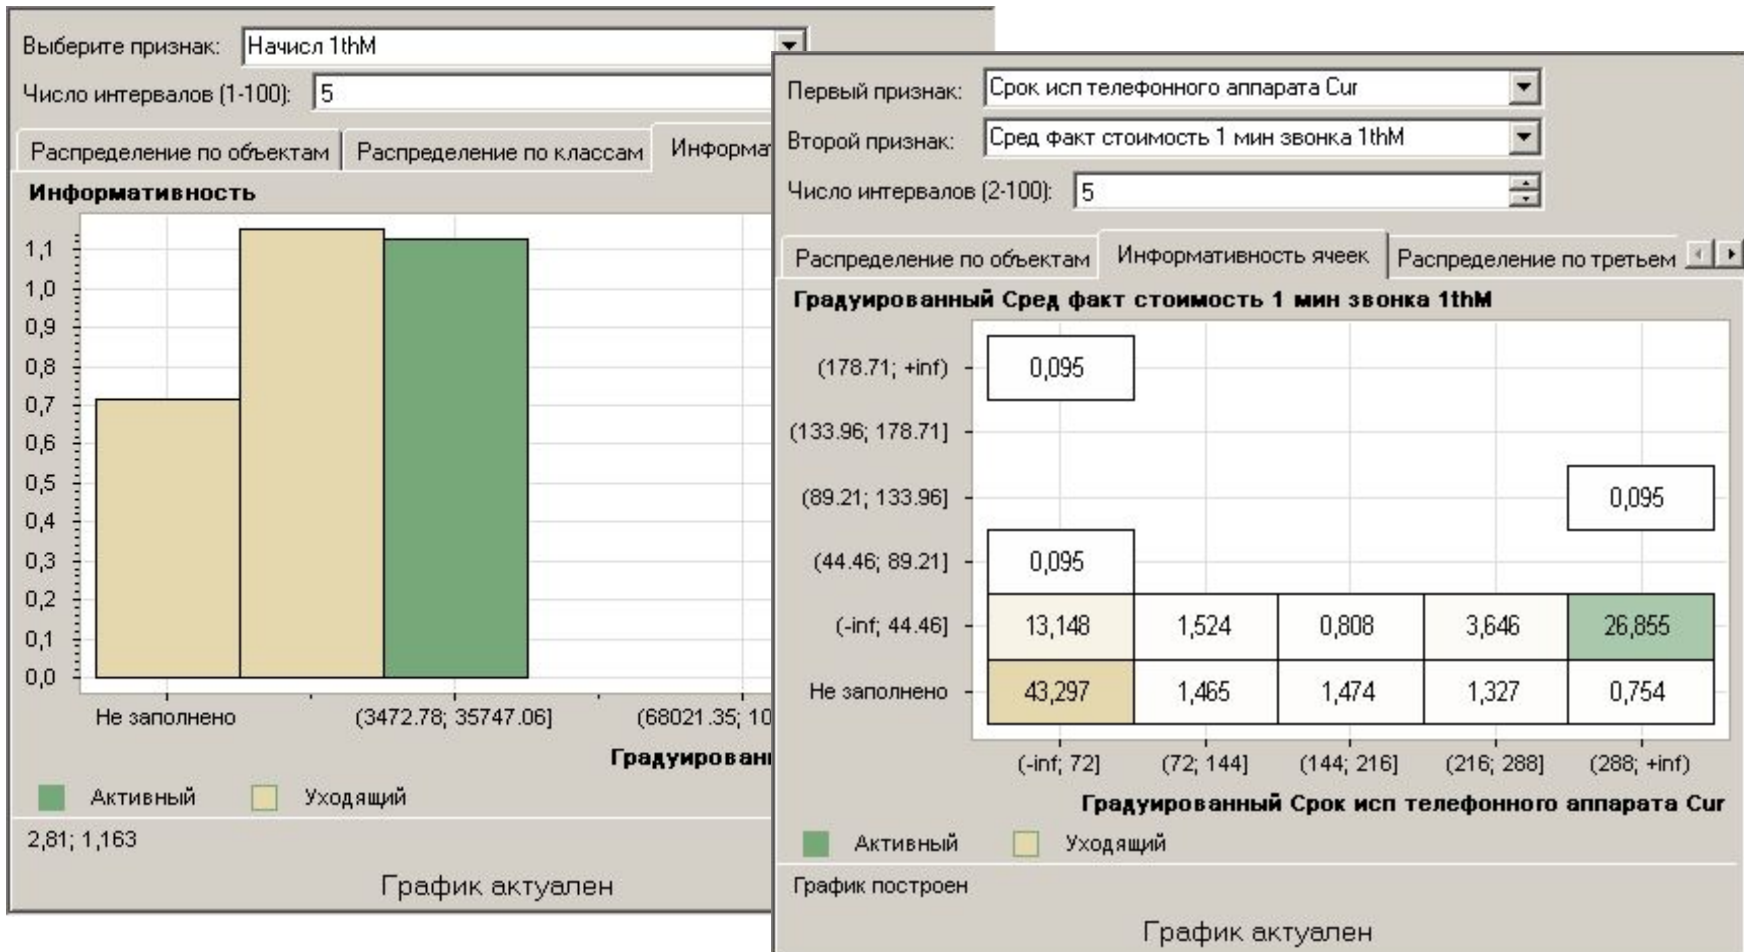 Выберите признак: Начисл 1thM
Число интервалов (1-100): 5
Распределение по объектам Распределение по классам Информат
Информативность
1,1
1,0
0,9
0,8
0,7
0,6
0,5
0,4
0,3
0,2
0,1
0,0
Не заполнено (3472.78; 35747.06] (68021.35; 10
Градуирован
Активный Уходящий
2,81; 1,163
График актуален
Первый признак: Срок исп телефонного аппарата Cur
Второй признак: Сред факт стоимость 1 мин звонка 1thM
Число интервалов (2-100): 5
Распределение по объектам Информативность ячеек Распределение по третьем
Градуированный Сред факт стоимость 1 мин звонка 1thM
(178.71; +inf) 0,095
(133.96; 178.71]
(89.21; 133.96] 0,095
(44.46; 89.21] 0,095
(-inf; 44.46] 13,148 1,524 0,808 3,646 26,855
Не заполнено 43,297 1,465 1,474 1,327 0,754
(-inf; 72] (72; 144] (144; 216] (216; 288] (288; +inf)
Градуированный Срок исп телефонного аппарата Cur
Активный Уходящий
График построен
График актуален